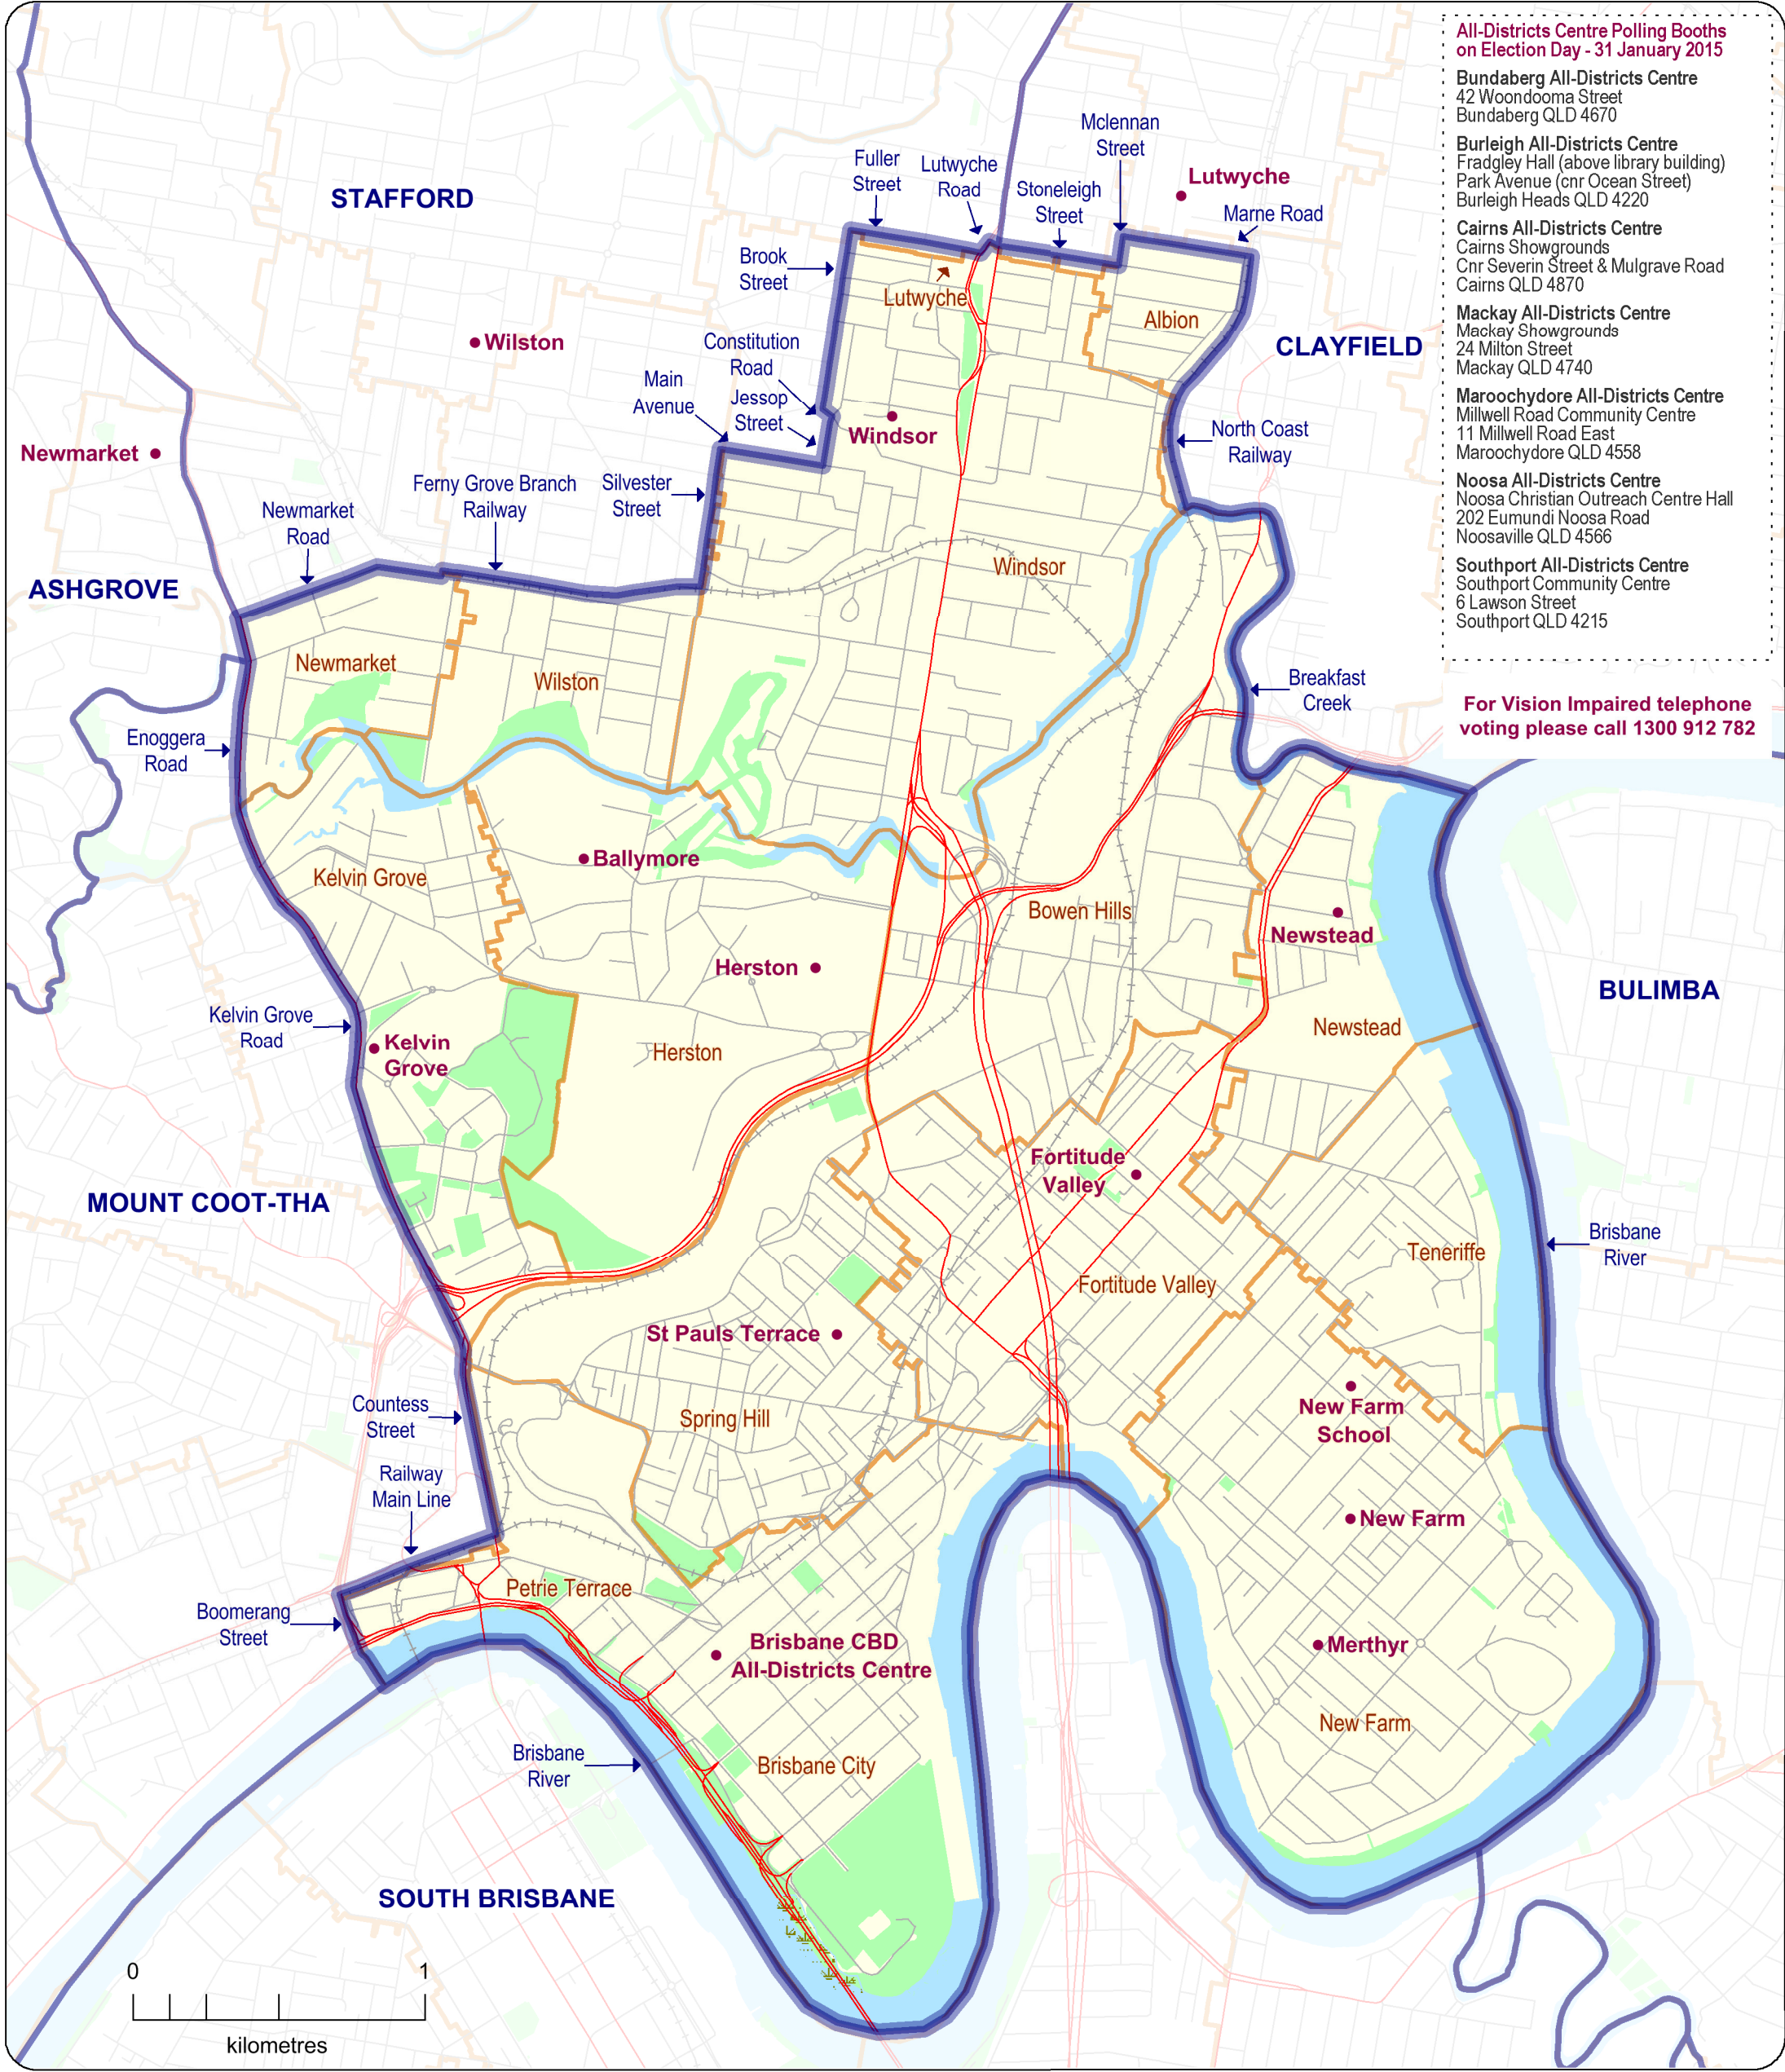 All-Districts Centre Polling Booths
on Election Day - 31 January 2015
Bundaberg All-Districts Centre
42 Woondooma Street
Bundaberg QLD 4670
Burleigh All-Districts Centre
Fradgley Hall (above library building)
Park Avenue (cnr Ocean Street)
Burleigh Heads QLD 4220
Cairns All-Districts Centre
Cairns Showgrounds
Cnr Severin Street & Mulgrave Road
Cairns QLD 4870
Mackay All-Districts Centre
Mackay Showgrounds
24 Milton Street
Mackay QLD 4740
Maroochydore All-Districts Centre
Millwell Road Community Centre
11 Millwell Road East
Maroochydore QLD 4558
Noosa All-Districts Centre
Noosa Christian Outreach Centre Hall
202 Eumundi Noosa Road
Noosaville QLD 4566
Southport All-Districts Centre
Southport Community Centre
6 Lawson Street
Southport QLD 4215
For Vision Impaired telephone
voting please call 1300 912 782
Mclennan
Street
Fuller
Street
Lutwyche
Road
Stoneleigh
Street
Lutwyche
Marne Road
STAFFORD
Brook
Street
Lutwyche
Albion
CLAYFIELD
Wilston
Constitution
Road
Main
Avenue
Jessop
Street
Windsor
North Coast
Railway
Newmarket
Ferny Grove Branch
Railway
Silvester
Street
Newmarket
Road
Windsor
ASHGROVE
Newmarket
Wilston
Breakfast
Creek
Enoggera
Road
Ballymore
Kelvin Grove
Bowen Hills
Newstead
Herston
BULIMBA
Kelvin Grove
Road
Newstead
Kelvin
Grove
Herston
Fortitude
Valley
MOUNT COOT-THA
Brisbane
River
Teneriffe
Fortitude Valley
St Pauls Terrace
Countess
Street
Spring Hill
New Farm
School
Railway
Main Line
New Farm
Petrie Terrace
Boomerang
Street
Brisbane CBD
All-Districts Centre
Merthyr
New Farm
Brisbane
River
Brisbane City
SOUTH BRISBANE
0 1
kilometres